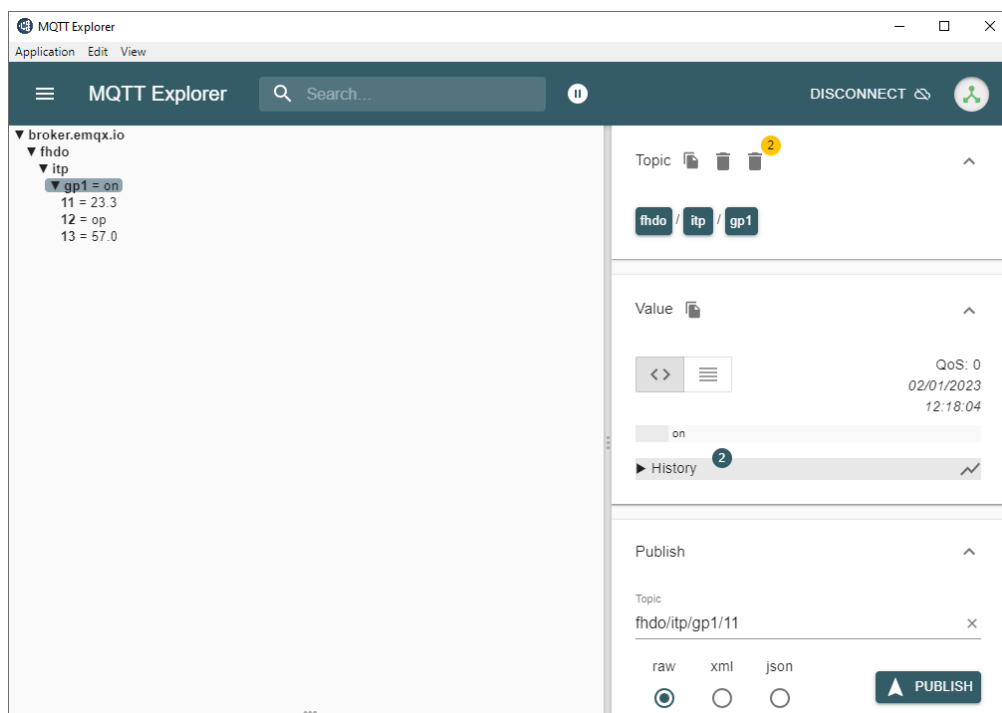 MQTT Explorer
Application Edit View
MQTT Explorer
Search...
DISCONNECT
▼ broker.emqx.io
▼ fhdo
▼ itp
▼ gp1 = on
11 = 23.3
12 = op
13 = 57.0
Topic 2
fhdo / itp / gp1
Value
QoS: 0
02/01/2023
12:18:04
on
▶ History 2
Publish
Topic
fhdo/itp/gp1/11
raw xml json
PUBLISH